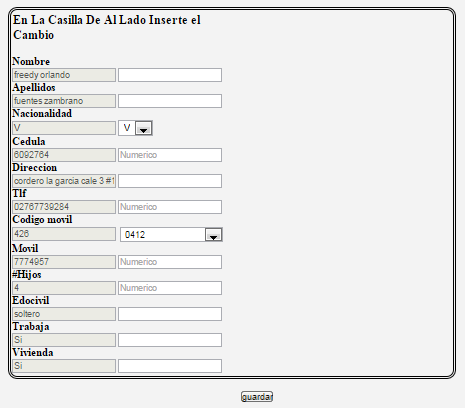 En La Casilla De Al Lado Inserte el
Cambio
Nombre
freedy orlando
Apellidos
fuentes zambrano
Nacionalidad
V V
Cedula
6092764 Numerico
Direccion
cordero la garcia cale 3 #1
Tlf
02767739284 Numerico
Codigo movil
426 0412
Movil
7774957 Numerico
#Hijos
4 Numerico
Edocivil
soltero
Trabaja
Si
Vivienda
Si
guardar